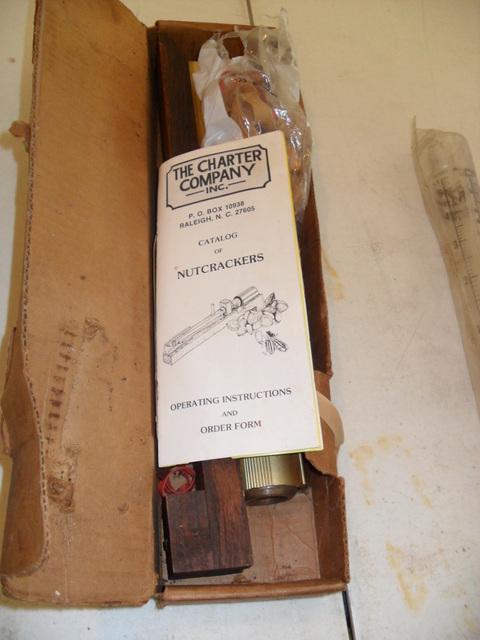 THE CHARTER
COMPANY
INC.
P. O. BOX 10938
RALEIGH, N. C. 27605
CATALOG
OF
NUTCRACKERS
OPERATING INSTRUCTIONS
AND
ORDER FORM